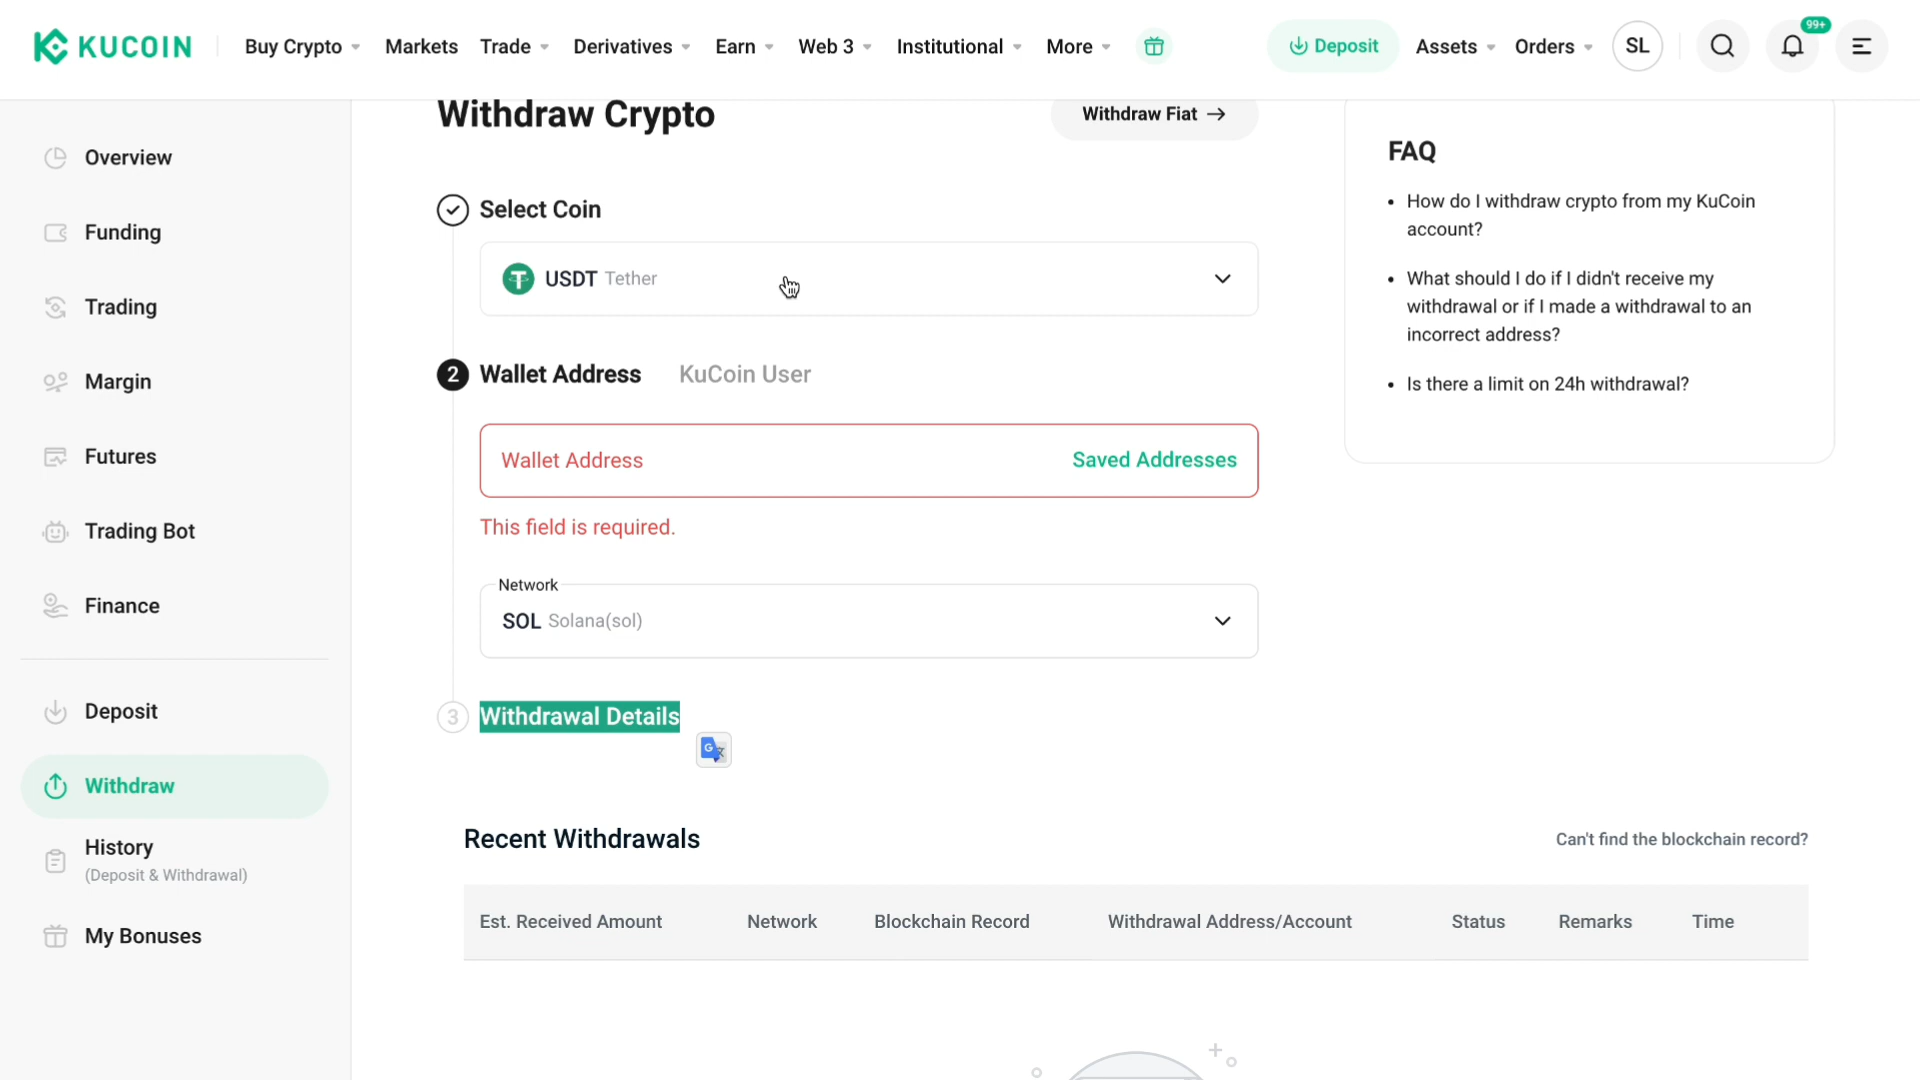 KUCOIN
Buy Crypto
Markets
Trade
Derivatives
Earn
Web 3
Institutional
More
Deposit
Assets
Orders
SL
99+
Overview
Funding
Trading
Margin
Futures
Trading Bot
Finance
Deposit
Withdraw
History
(Deposit & Withdrawal)
My Bonuses
Withdraw Crypto
Withdraw Fiat →
Select Coin
USDT Tether
2 Wallet Address KuCoin User
Wallet Address Saved Addresses
This field is required.
Network
SOL Solana(sol)
3 Withdrawal Details
FAQ
• How do I withdraw crypto from my KuCoin
account?
• What should I do if I didn't receive my
withdrawal or if I made a withdrawal to an
incorrect address?
• Is there a limit on 24h withdrawal?
Recent Withdrawals
Can't find the blockchain record?
Est. Received Amount Network Blockchain Record Withdrawal Address/Account Status Remarks Time